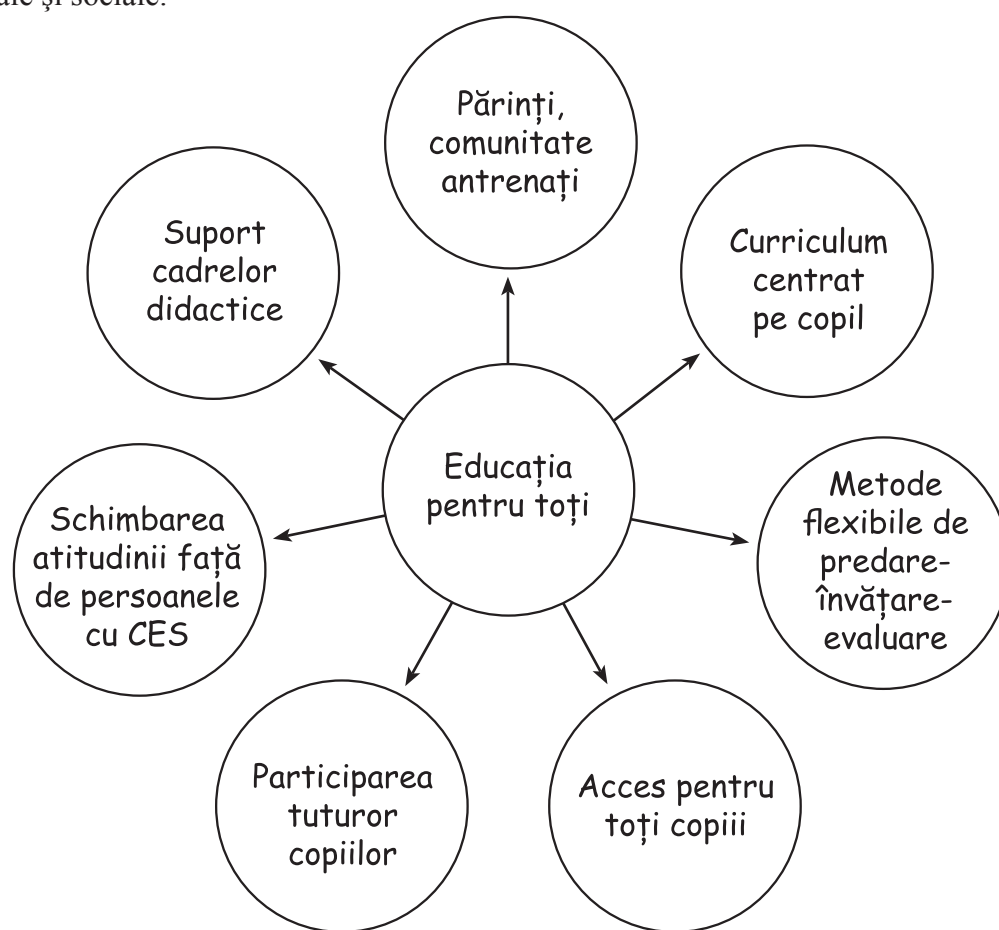 şi sociale.
Părinți,
comunitate
antrenați
Suport
cadrelor
didactice
Curriculum
centrat
pe copil
Educația
pentru toți
Metode
flexibile de
predare-
învățare-
evaluare
Schimbarea
atitudinii față
de persoanele
cu CES
Participarea
tuturor
copiilor
Acces pentru
toți copiii